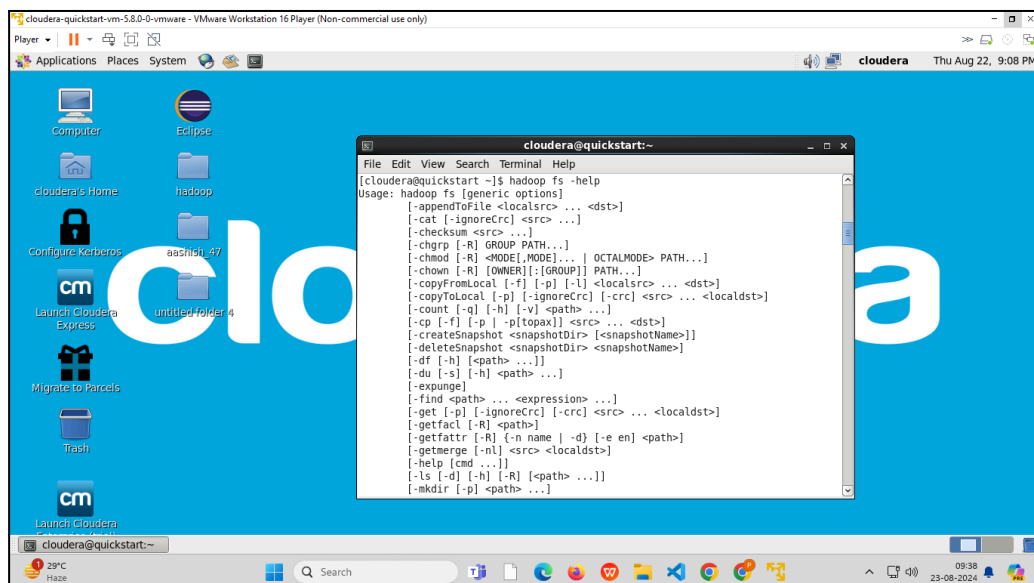 cloudera-quickstart-vm-5.8.0-0-vmware - VMware Workstation 16 Player (Non-commercial use only)
Player
Applications Places System cloudera Thu Aug 22, 9:08 PM
Computer
Eclipse
cloudera's Home
hadoop
Configure Kerberos
aashish_47
cm
Launch Cloudera
Express
untitled folder 4
Migrate to Parcels
Trash
cm
Launch Cloudera
cloudera
cloudera@quickstart:~
File Edit View Search Terminal Help
[cloudera@quickstart ~]$ hadoop fs -help
Usage: hadoop fs [generic options]
[-appendToFile <localsrc> ... <dst>]
[-cat [-ignoreCrc] <src> ...]
[-checksum <src> ...]
[-chgrp [-R] GROUP PATH...]
[-chmod [-R] <MODE[,MODE]... | OCTALMODE> PATH...]
[-chown [-R] [OWNER][:[GROUP]] PATH...]
[-copyFromLocal [-f] [-p] [-l] <localsrc> ... <dst>]
[-copyToLocal [-p] [-ignoreCrc] [-crc] <src> ... <localdst>]
[-count [-q] [-h] [-v] <path> ...]
[-cp [-f] [-p | -p[topax]] <src> ... <dst>]
[-createSnapshot <snapshotDir> [<snapshotName>]]
[-deleteSnapshot <snapshotDir> <snapshotName>]
[-df [-h] [<path> ...]]
[-du [-s] [-h] <path> ...]
[-expunge]
[-find <path> ... <expression> ...]
[-get [-p] [-ignoreCrc] [-crc] <src> ... <localdst>]
[-getfacl [-R] <path>]
[-getfattr [-R] {-n name | -d} [-e en] <path>]
[-getmerge [-nl] <src> <localdst>]
[-help [cmd ...]]
[-ls [-d] [-h] [-R] [<path> ...]]
[-mkdir [-p] <path> ...]
cloudera@quickstart:~
1
29°C
Haze
Search
09:38
23-08-2024
PRE